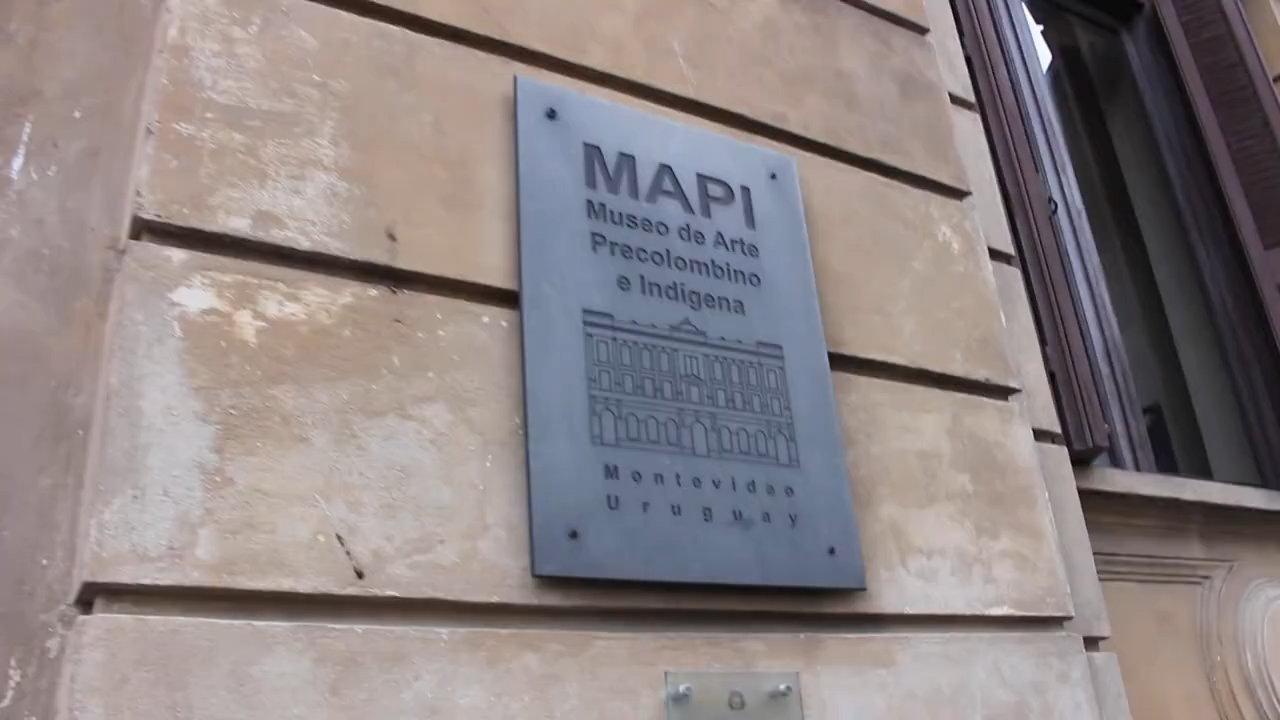 MAPI
Museo de Arte
Precolombino
e Indígena
Montevideo
Uruguay